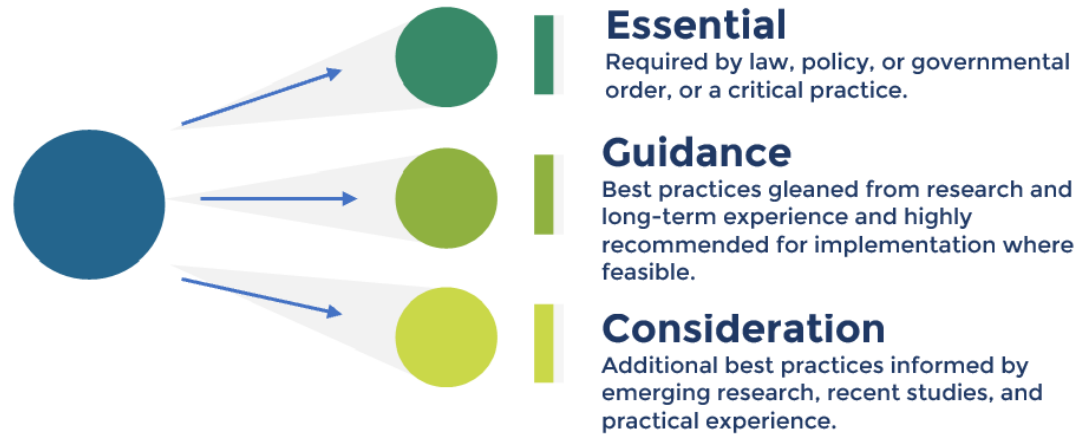 Essential
Required by law, policy, or governmental
order, or a critical practice.
Guidance
Best practices gleaned from research and
long-term experience and highly
recommended for implementation where
feasible.
Consideration
Additional best practices informed by
emerging research, recent studies, and
practical experience.